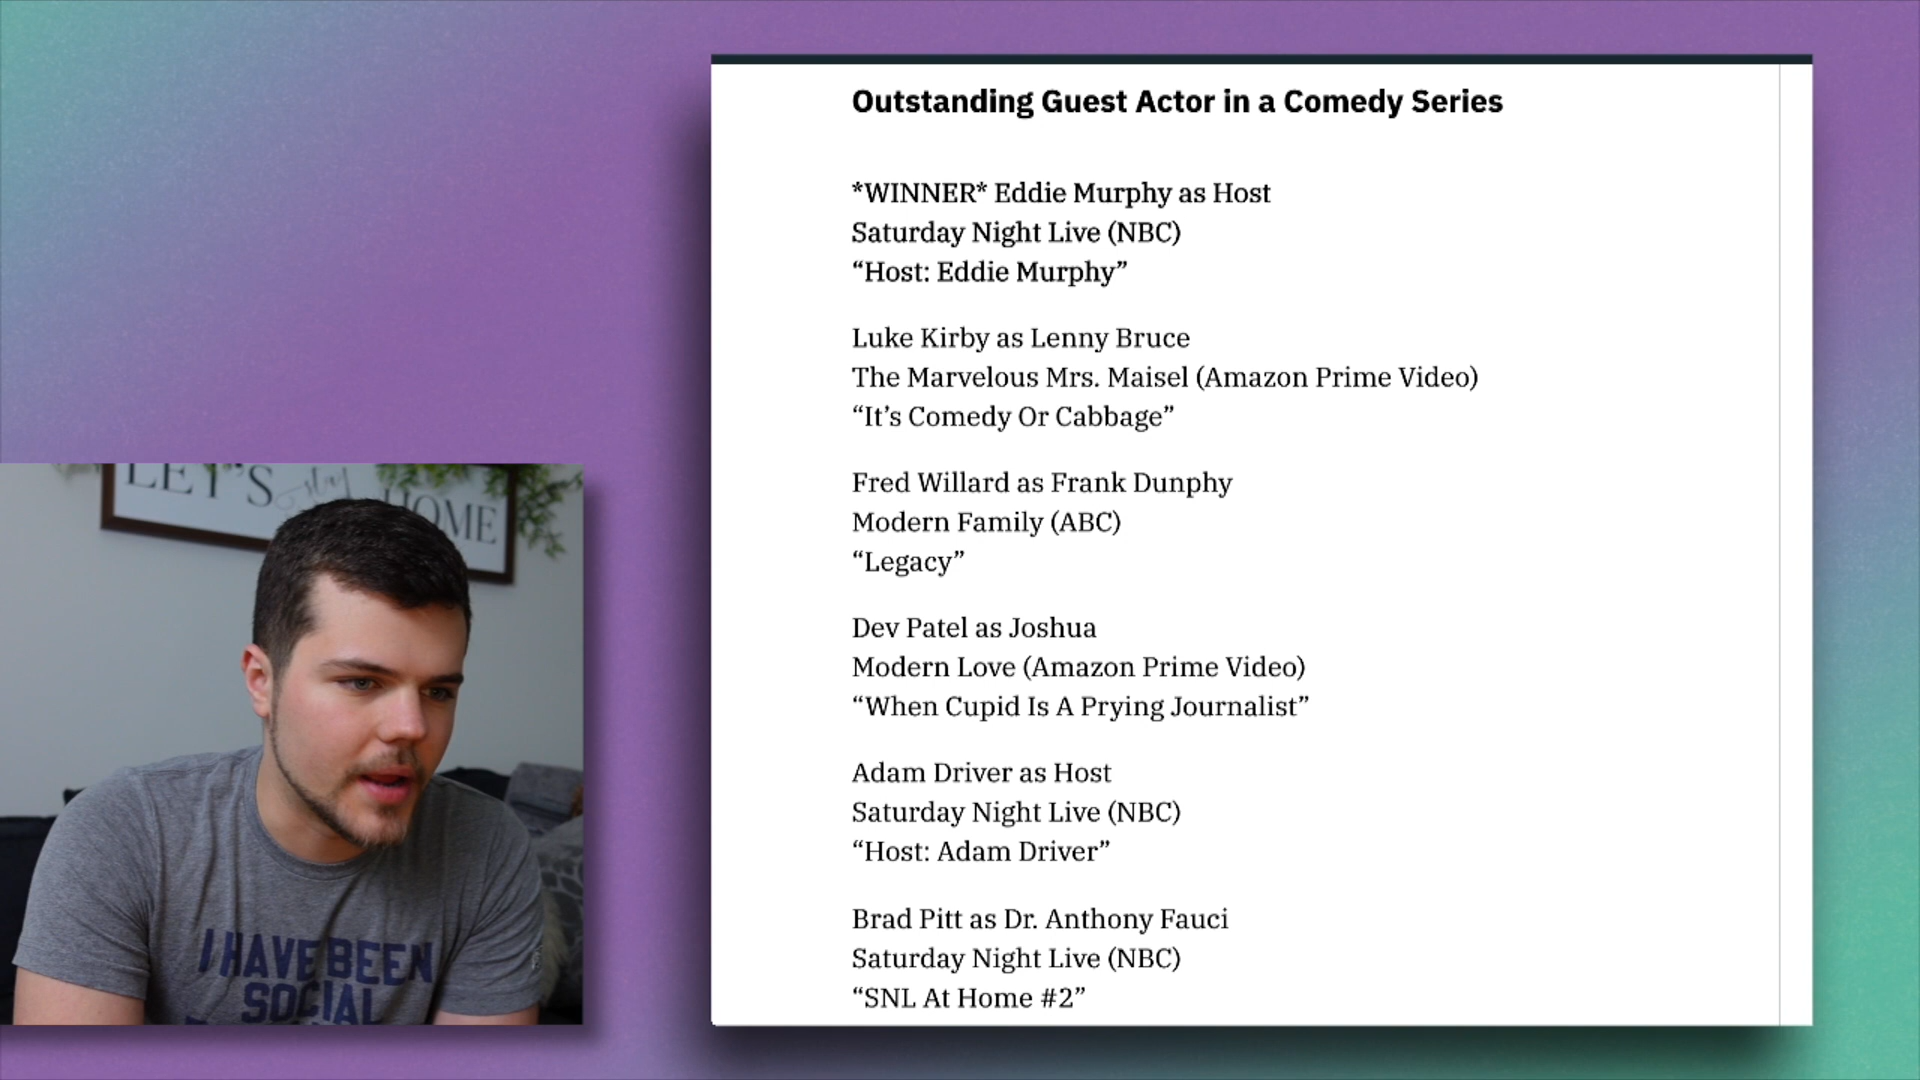 Outstanding Guest Actor in a Comedy Series
*WINNER* Eddie Murphy as Host
Saturday Night Live (NBC)
“Host: Eddie Murphy”
Luke Kirby as Lenny Bruce
The Marvelous Mrs. Maisel (Amazon Prime Video)
“It’s Comedy Or Cabbage”
Fred Willard as Frank Dunphy
Modern Family (ABC)
“Legacy”
Dev Patel as Joshua
Modern Love (Amazon Prime Video)
“When Cupid Is A Prying Journalist”
Adam Driver as Host
Saturday Night Live (NBC)
“Host: Adam Driver”
Brad Pitt as Dr. Anthony Fauci
Saturday Night Live (NBC)
“SNL At Home #2”
LET'S stay
HOME
I HAVE BEEN
SOCIAL